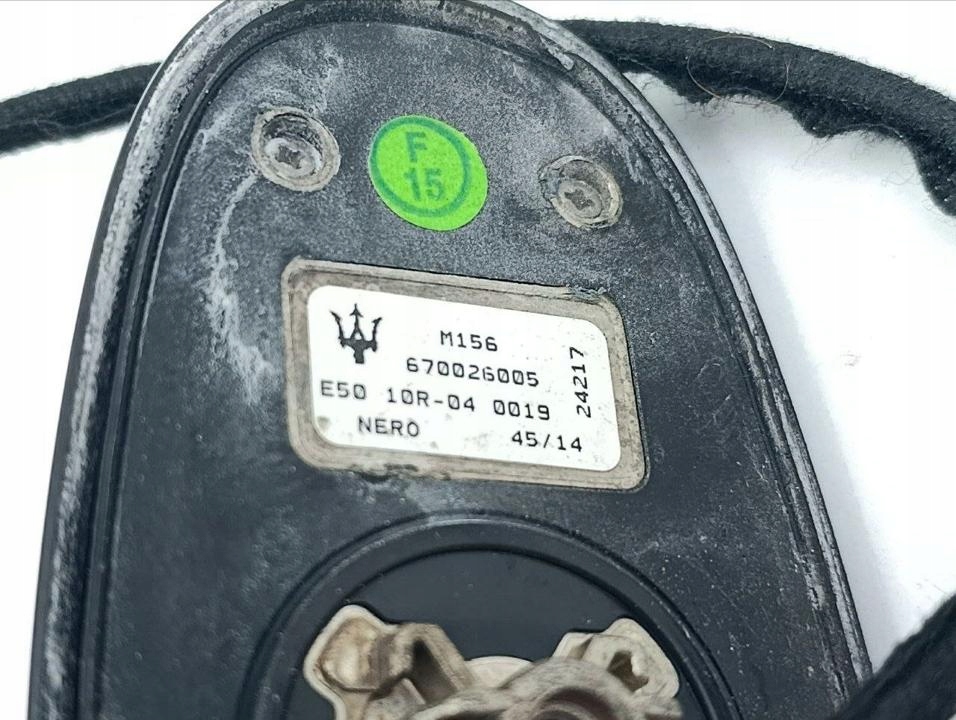 F
15
M156
670026005
E50 10R-04 0019
NERO 45/14
24217